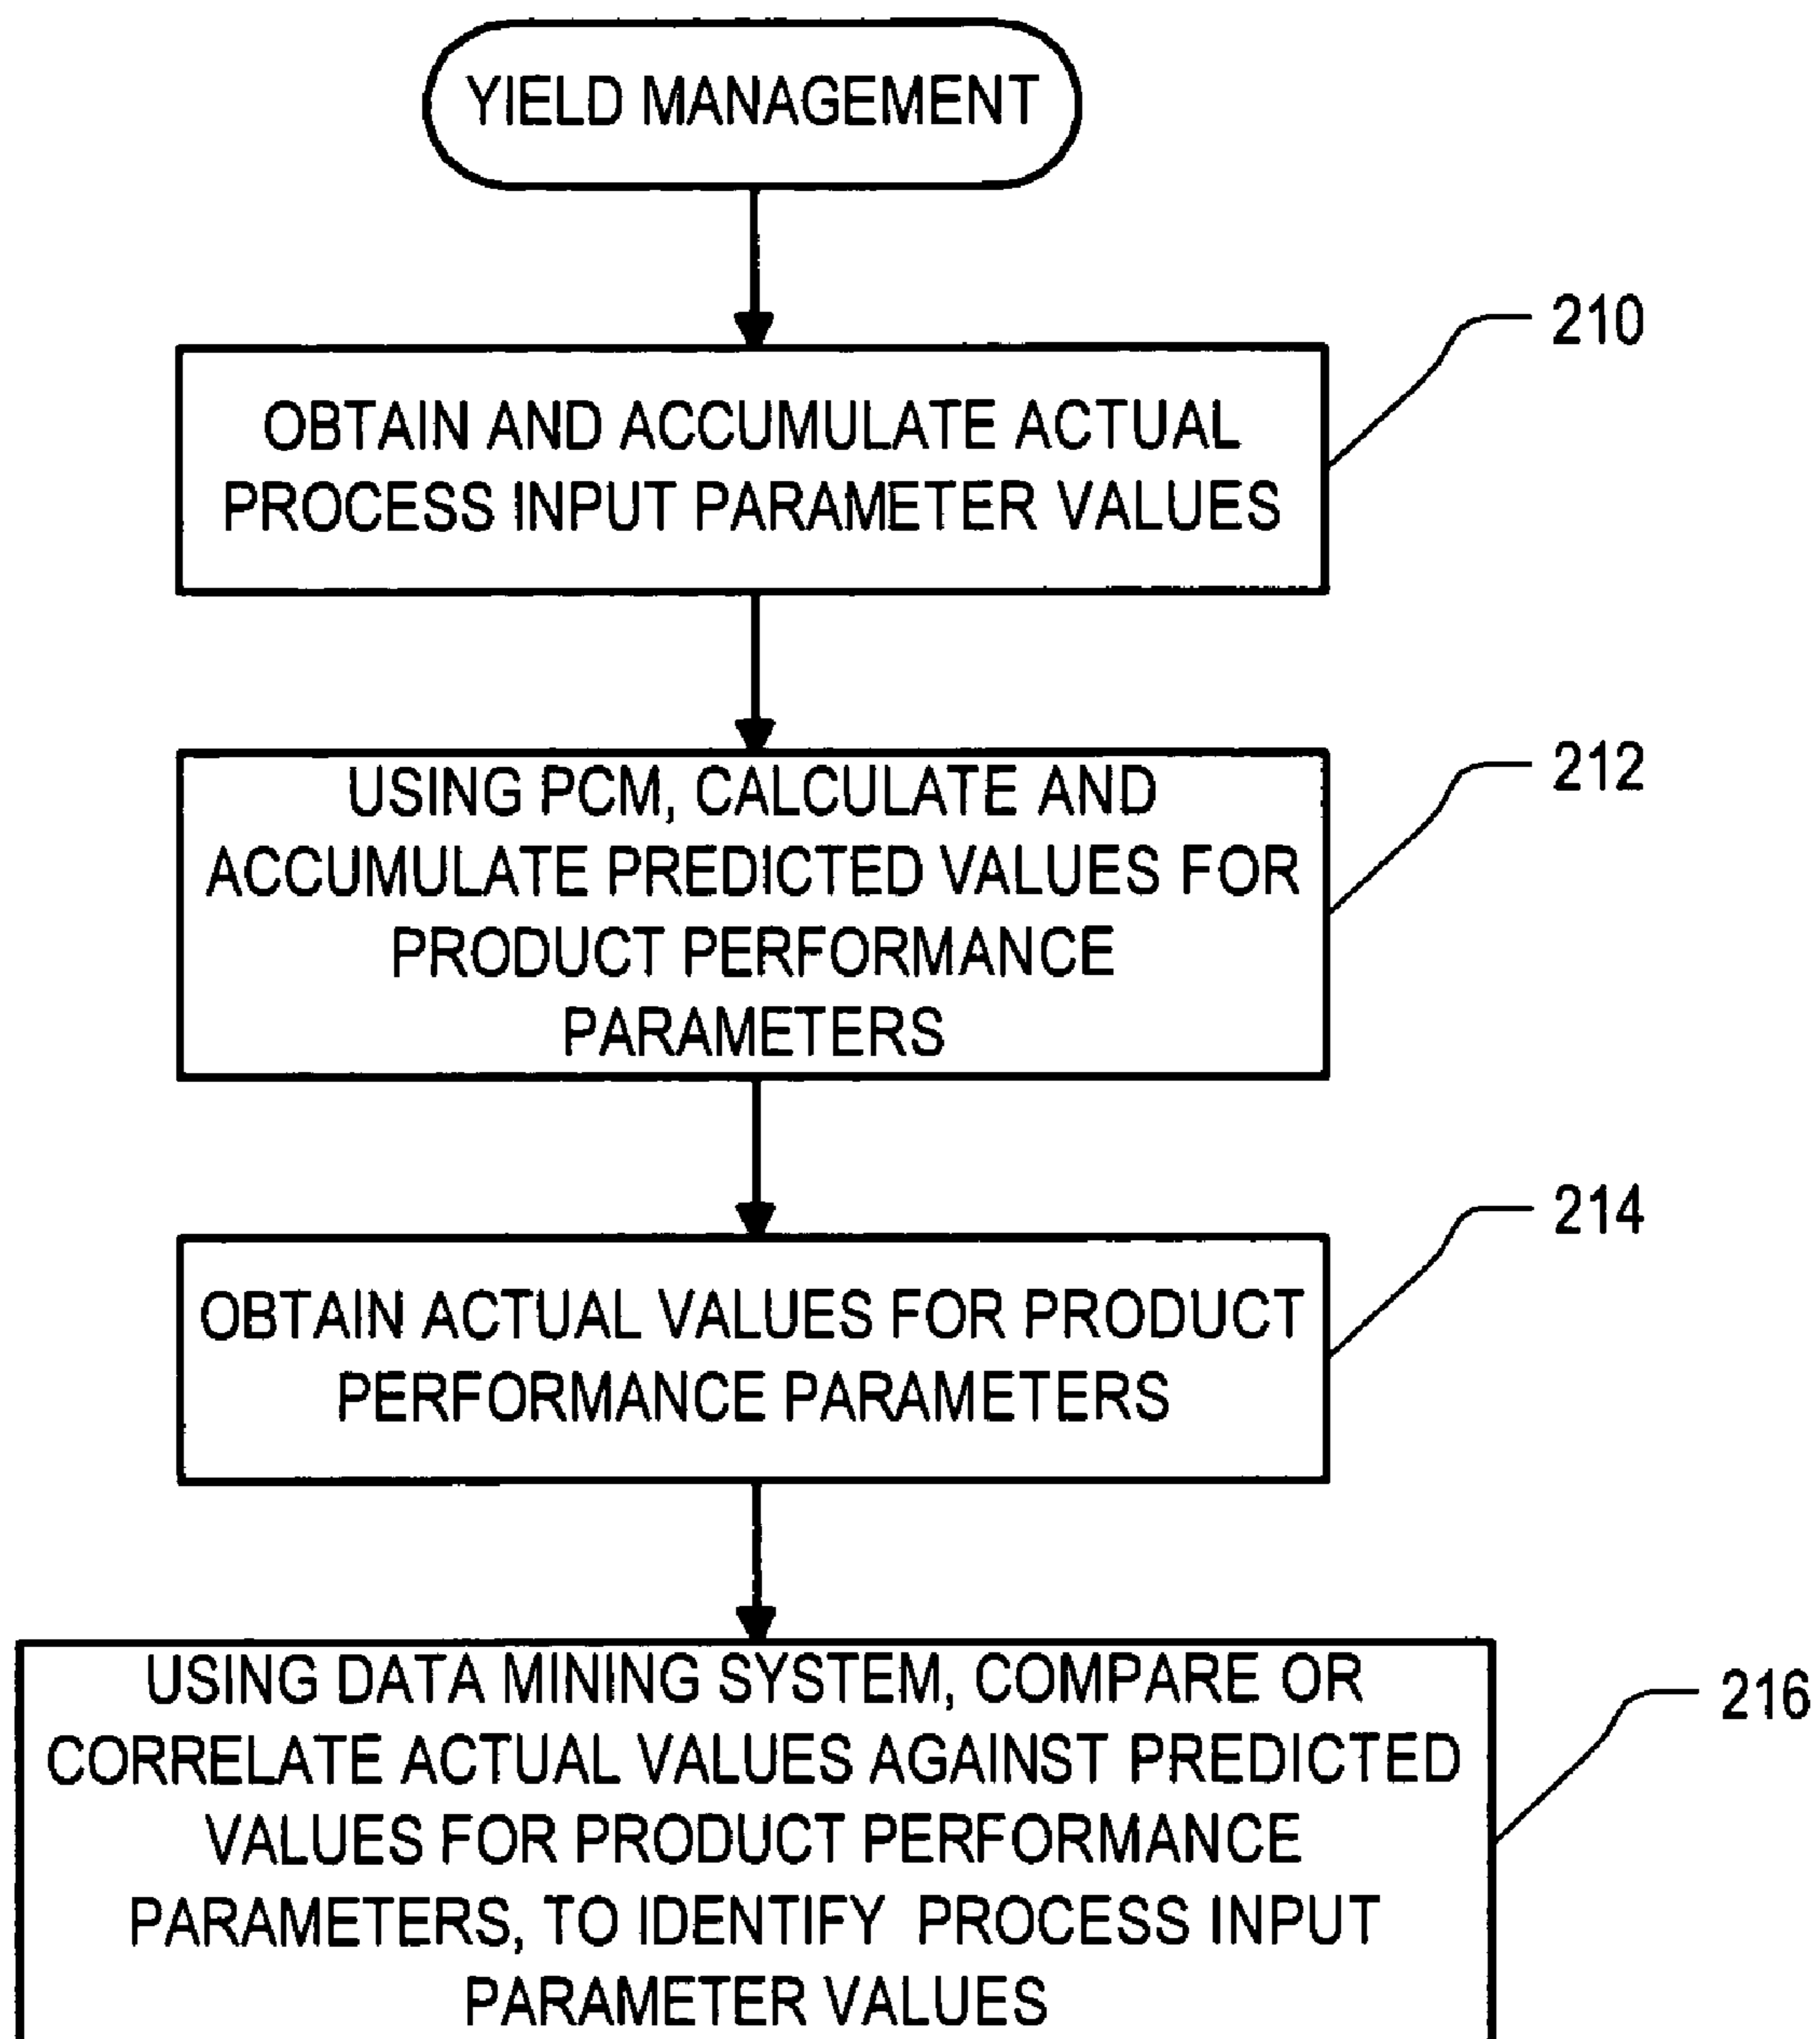 YIELD MANAGEMENT
210
OBTAIN AND ACCUMULATE ACTUAL
PROCESS INPUT PARAMETER VALUES
212
USING PCM, CALCULATE AND
ACCUMULATE PREDICTED VALUES FOR
PRODUCT PERFORMANCE
PARAMETERS
214
OBTAIN ACTUAL VALUES FOR PRODUCT
PERFORMANCE PARAMETERS
216
USING DATA MINING SYSTEM, COMPARE OR
CORRELATE ACTUAL VALUES AGAINST PREDICTED
VALUES FOR PRODUCT PERFORMANCE
PARAMETERS, TO IDENTIFY PROCESS INPUT
PARAMETER VALUES